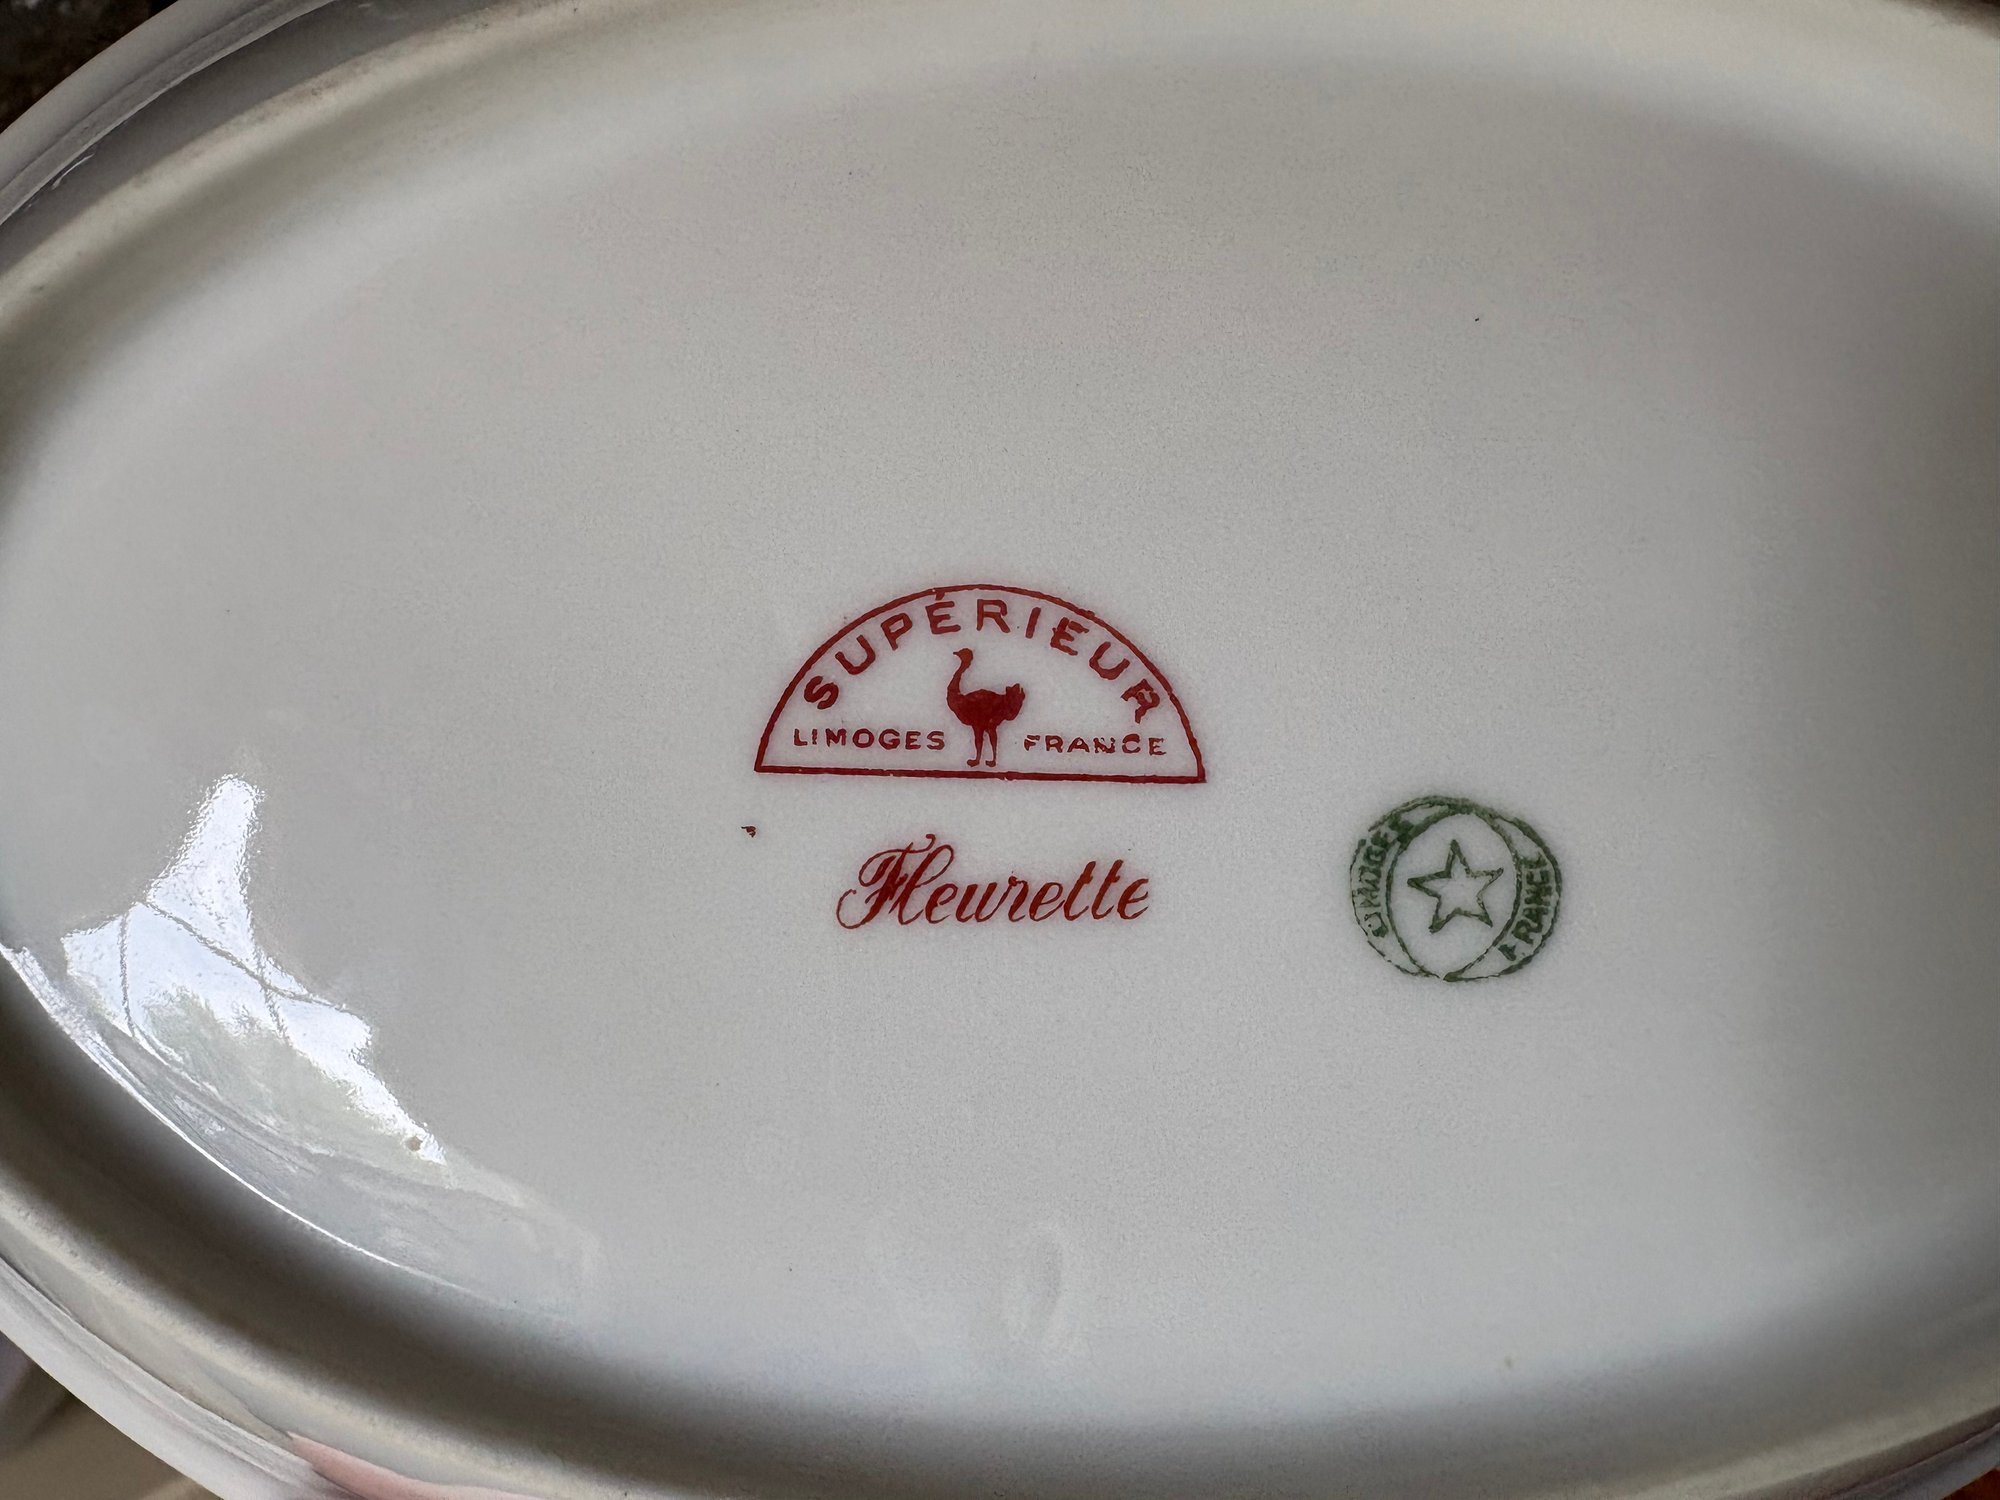 SUPÉRIEUR
LIMOGES FRANCE
Fleurette
LIMOGES
FRANCE